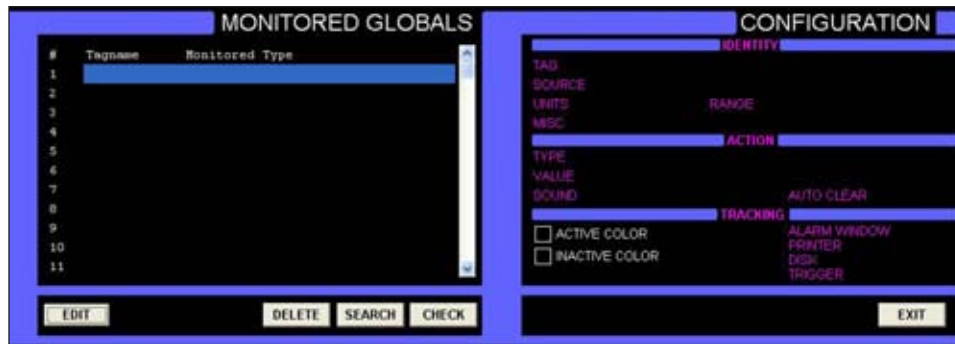 MONITORED GLOBALS
# Tagname Monitored Type
1
2
3
4
5
6
7
8
9
10
11
EDIT DELETE SEARCH CHECK
CONFIGURATION
IDENTITY
TAG
SOURCE
UNITS RANGE
MISC
ACTION
TYPE
VALUE
SOUND AUTO CLEAR
TRACKING
ACTIVE COLOR ALARM WINDOW
PRINTER
INACTIVE COLOR DISK
TRIGGER
EXIT